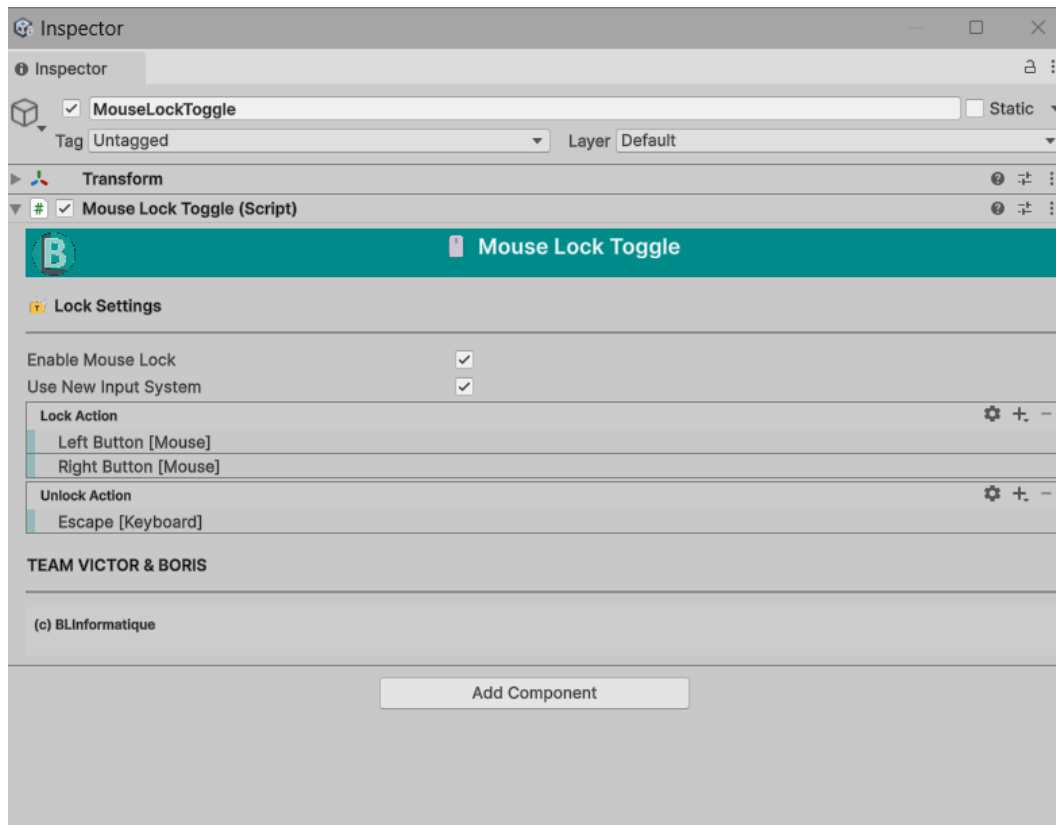 Inspector
Inspector
MouseLockToggle Static
Tag Untagged Layer Default
Transform
# Mouse Lock Toggle (Script)
B Mouse Lock Toggle
Lock Settings
Enable Mouse Lock
Use New Input System
Lock Action
Left Button [Mouse]
Right Button [Mouse]
Unlock Action
Escape [Keyboard]
TEAM VICTOR & BORIS
(c) BLInformatique
Add Component